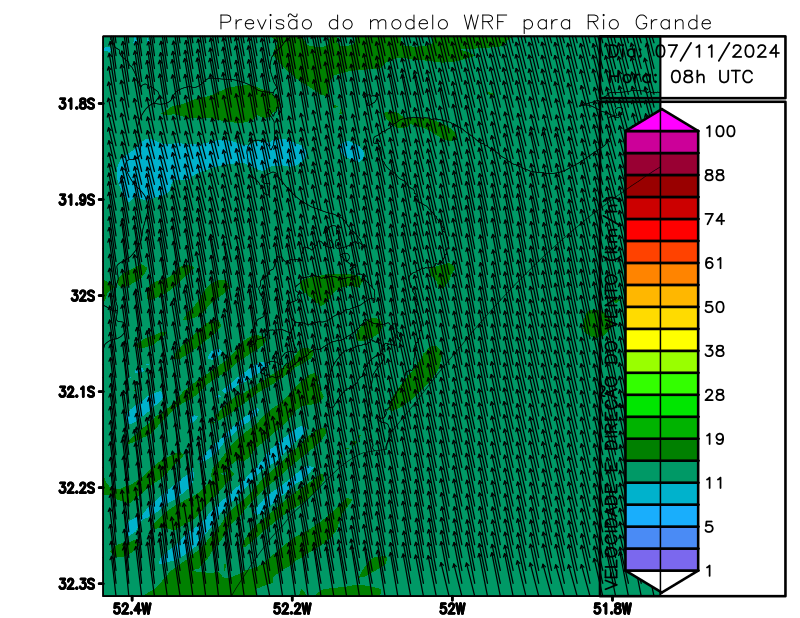 Previsão do modelo WRF para Rio Grande
Dia: 07/11/2024
Hora: 08h UTC
31.8S
31.9S
32S
32.1S
32.2S
32.3S
52.4W
52.2W
52W
51.8W
VELOCIDADE E DIREÇÃO DO VENTO (km/h)
100
88
74
61
50
38
28
19
11
5
1